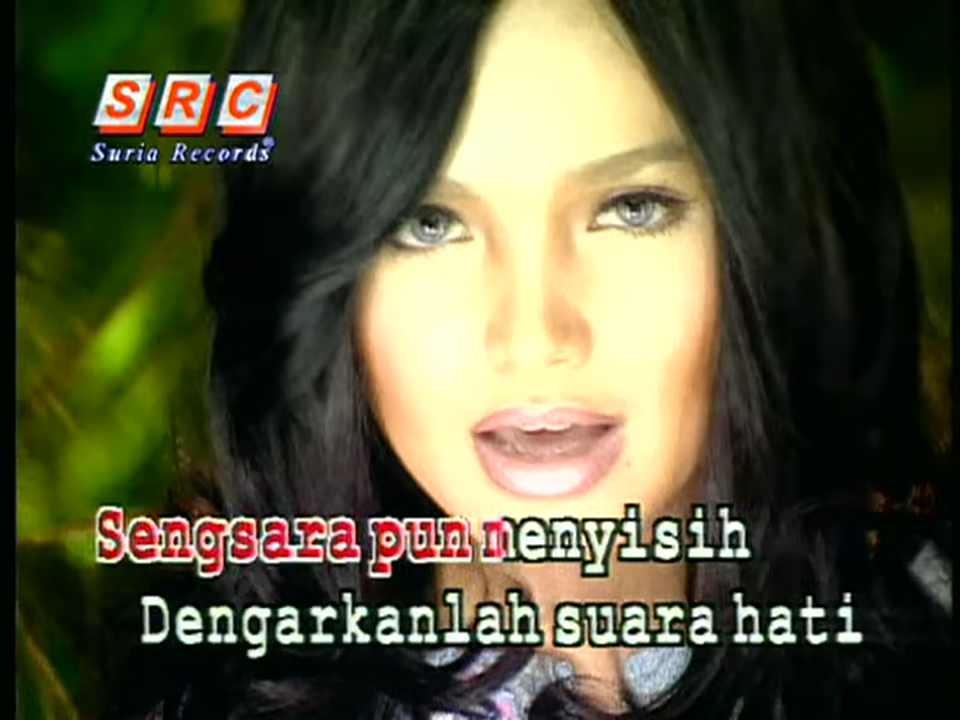 SRC
Suria Records
Sengsara pun menyisih
Dengarkanlah suara hati